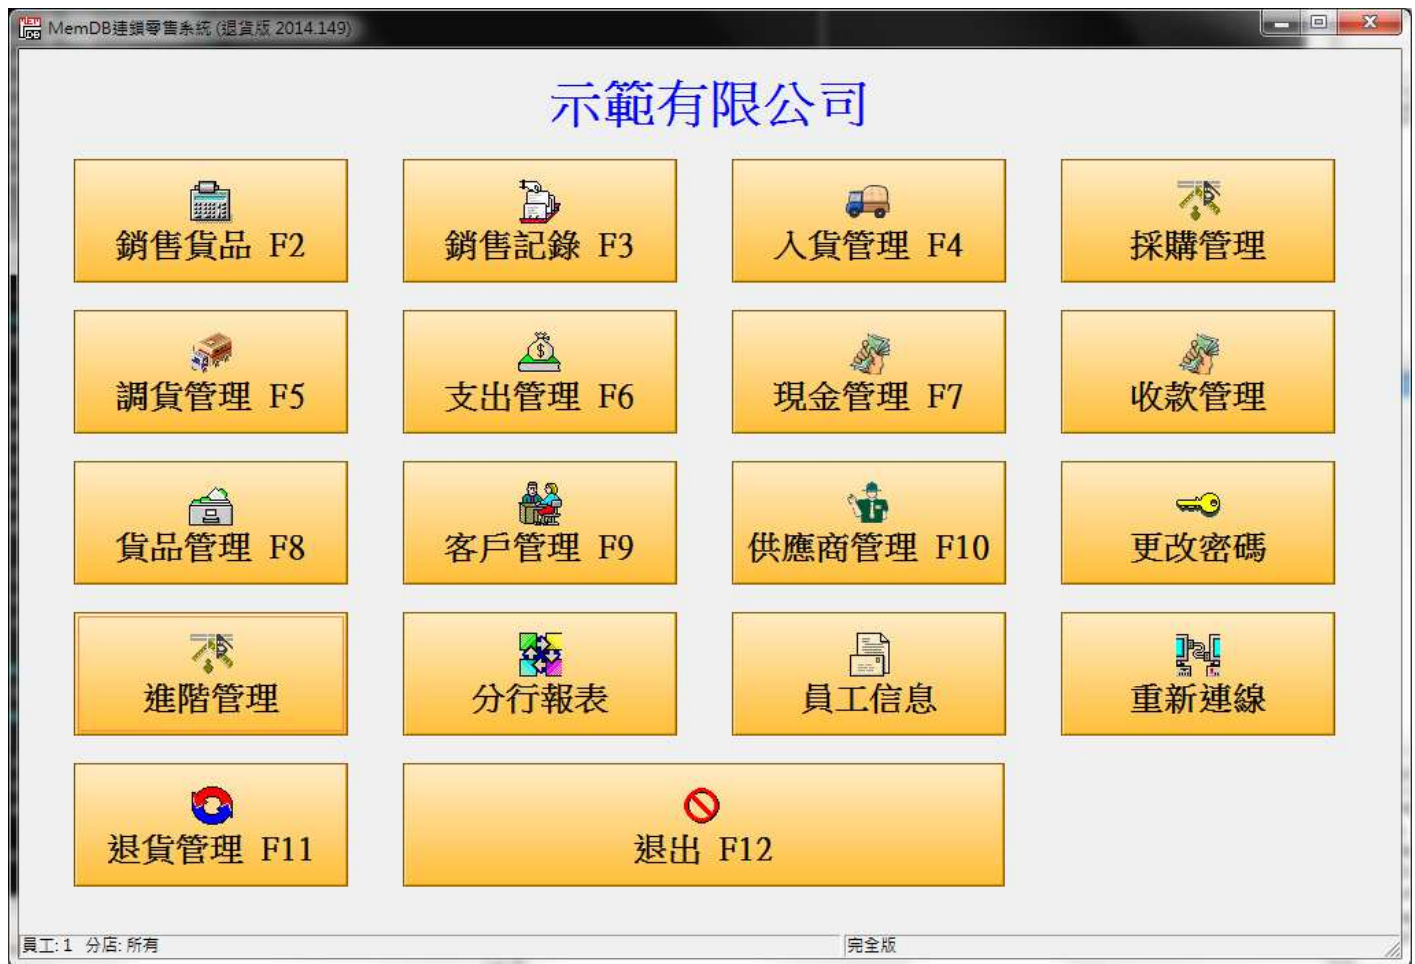 MEM
DB
MemDB連鎖零售系統 (退貨版 2014.149)
示範有限公司
銷售貨品 F2
銷售記錄 F3
入貨管理 F4
採購管理
調貨管理 F5
支出管理 F6
現金管理 F7
收款管理
貨品管理 F8
客戶管理 F9
供應商管理 F10
更改密碼
進階管理
分行報表
員工信息
重新連線
退貨管理 F11
退出 F12
員工: 1 分店: 所有
完全版